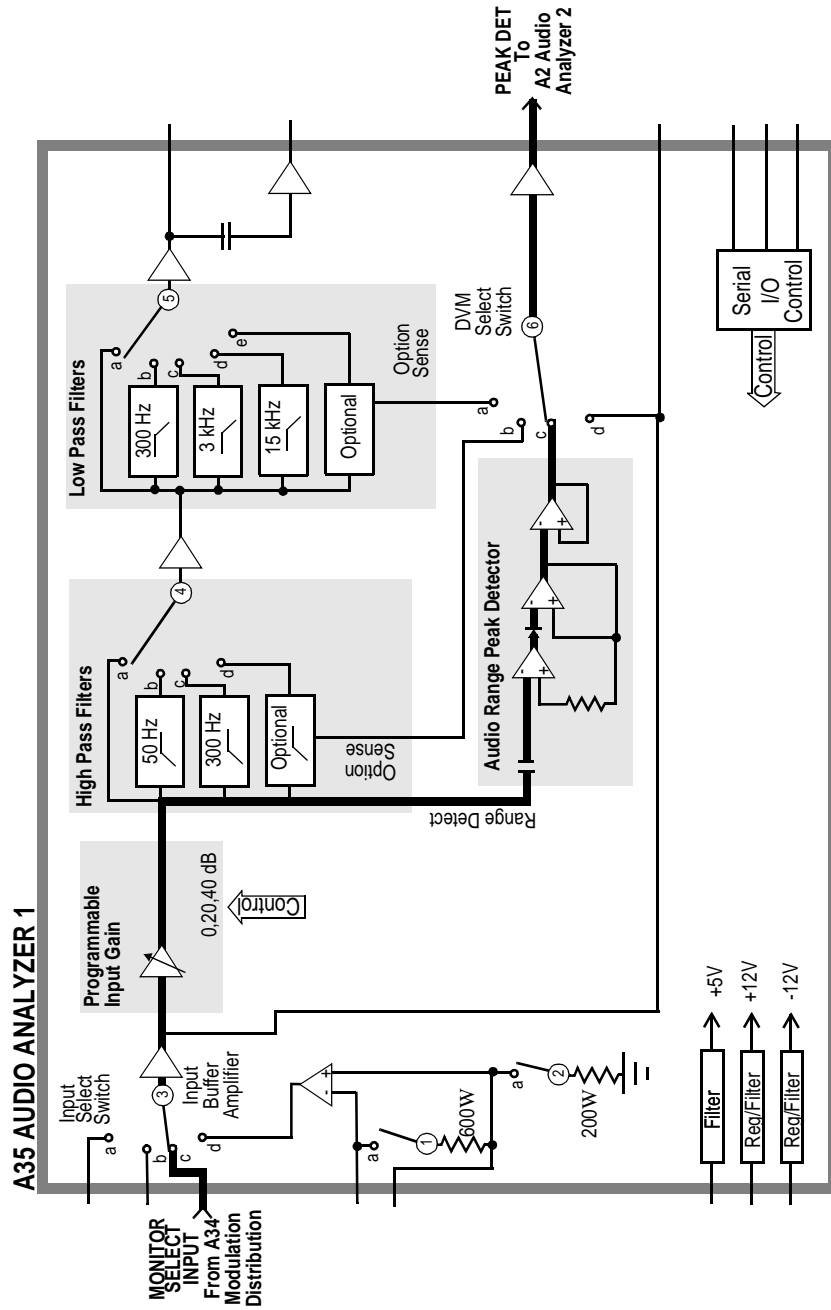 A35 AUDIO ANALYZER 1
MONITOR
SELECT
INPUT
From A34
Modulation
Distribution
Input
Select
Switch
a
b
c
d
3
Input
Buffer
Amplifier
Programmable
Input Gain
0,20,40 dB
Control
High Pass Filters
a
b
c
d
4
50 Hz
300 Hz
Optional
Option
Sense
Range Detect
Low Pass Filters
a
b
c
d
e
5
300 Hz
3 kHz
15 kHz
Optional
Option
Sense
Audio Range Peak Detector
-
+
-
+
-
+
DVM
Select
Switch
a
b
c
d
6
PEAK DET
To
A2 Audio
Analyzer 2
-
+
a
1
600W
a
2
200W
Filter
+5V
Reg/Filter
+12V
Reg/Filter
-12V
Serial
I/O
Control
Control